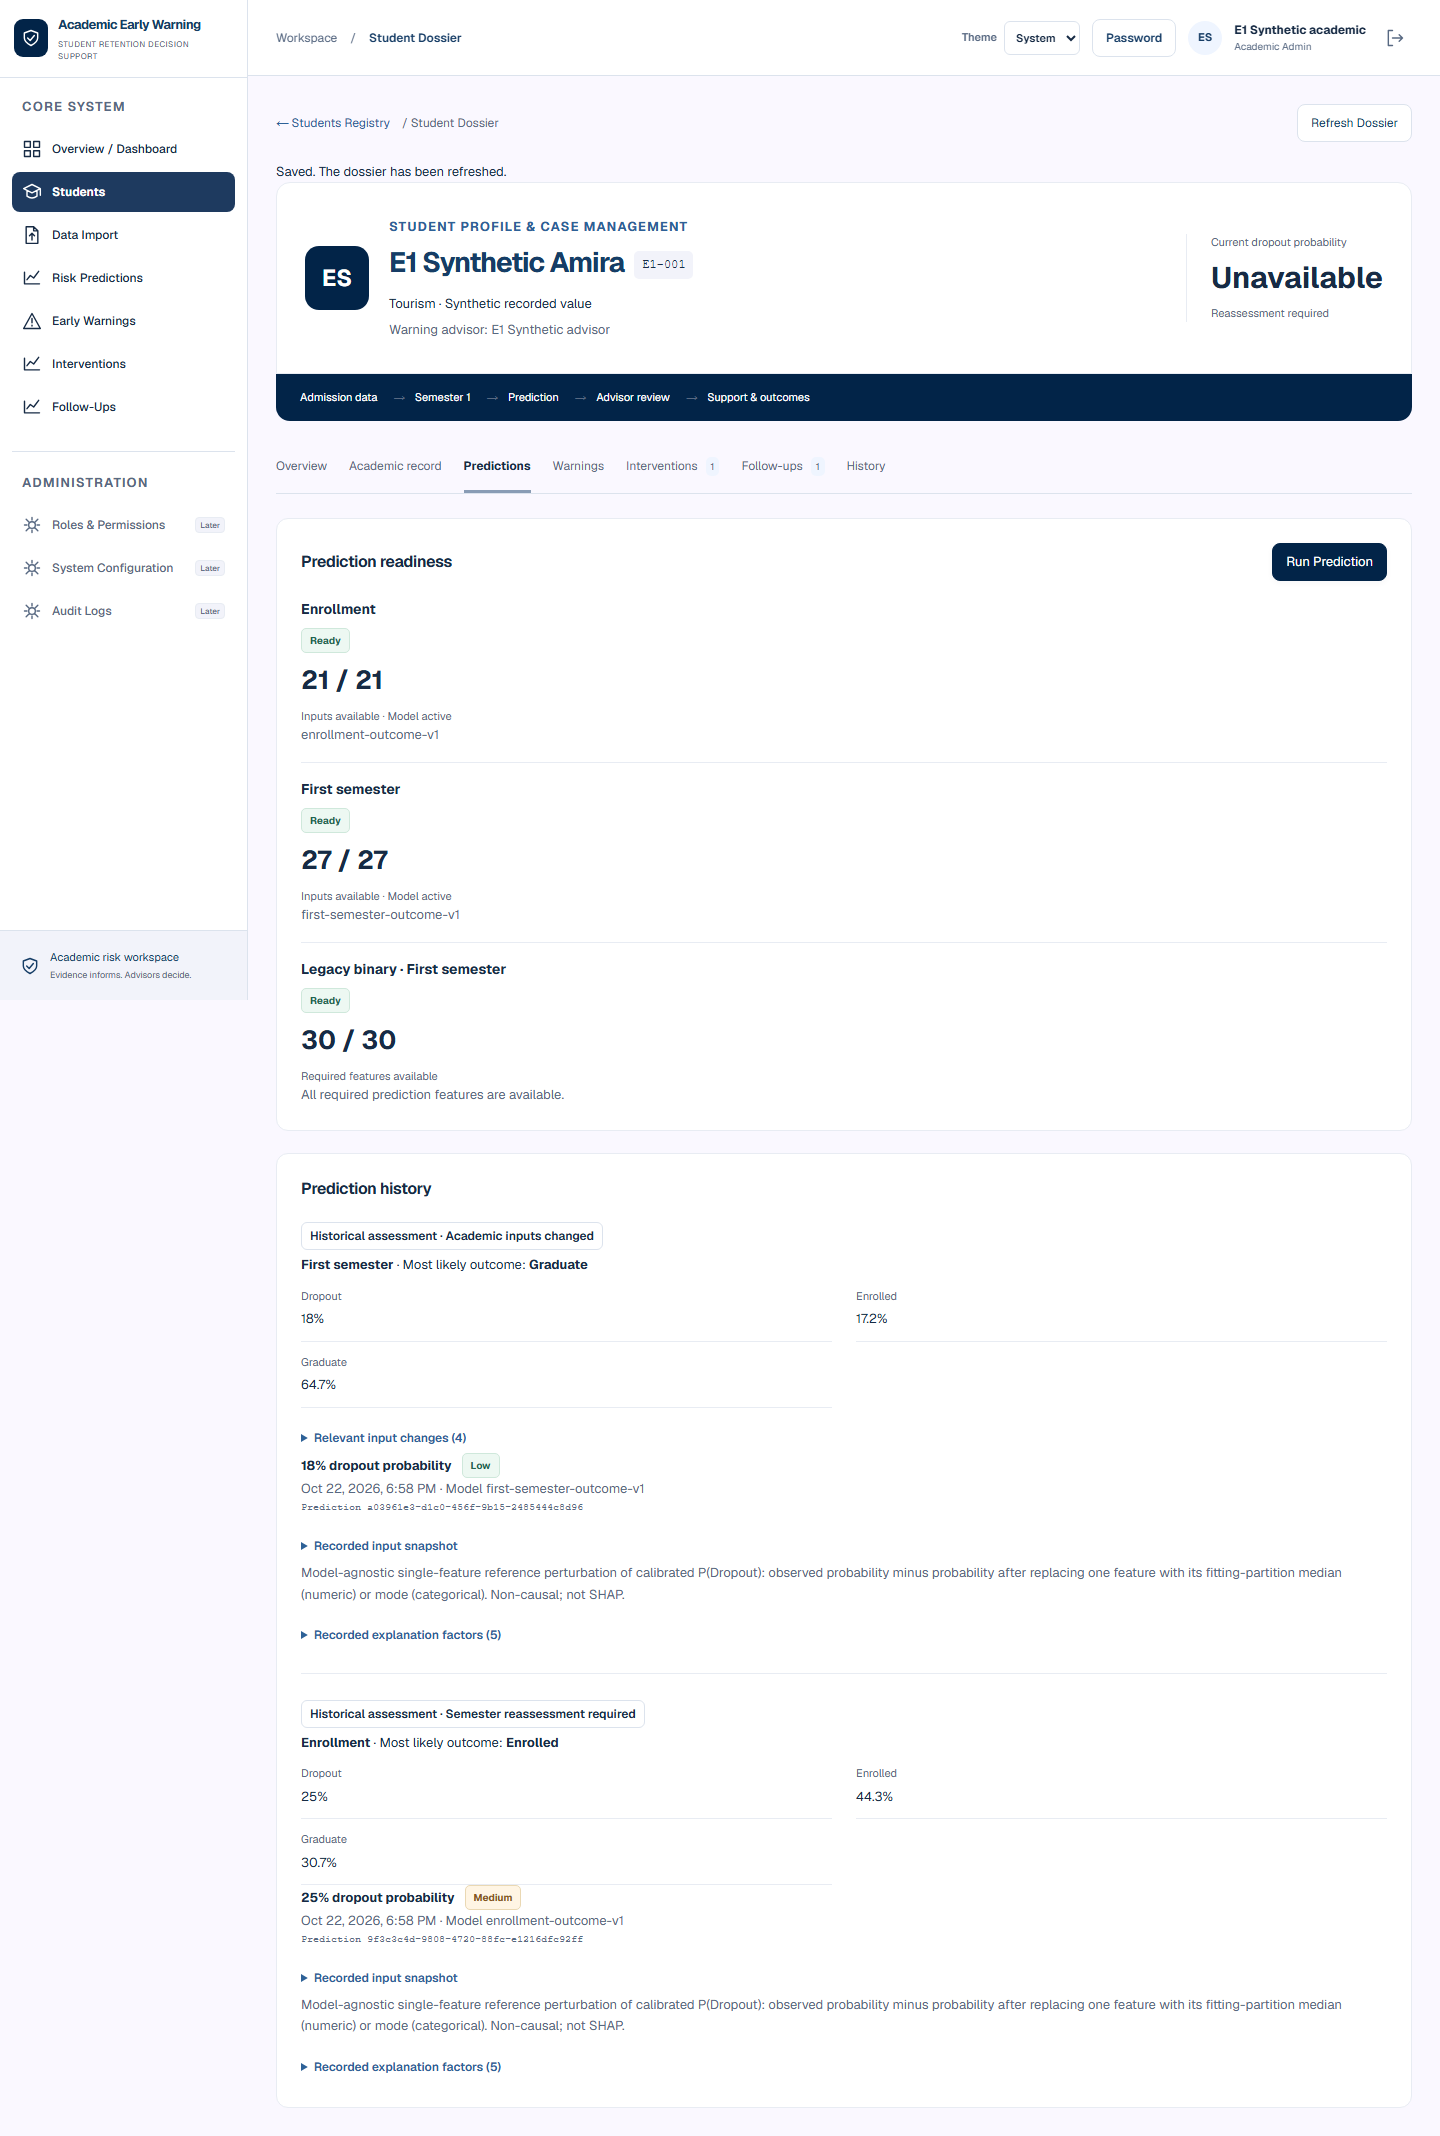 Academic Early Warning
STUDENT RETENTION DECISION
SUPPORT
CORE SYSTEM
Overview / Dashboard
Students
Data Import
Risk Predictions
Early Warnings
Interventions
Follow-Ups
ADMINISTRATION
Roles & Permissions Later
System Configuration Later
Audit Logs Later
Academic risk workspace
Evidence informs. Advisors decide.
Workspace / Student Dossier
Theme System Password ES E1 Synthetic academic
Academic Admin
← Students Registry / Student Dossier
Refresh Dossier
Saved. The dossier has been refreshed.
STUDENT PROFILE & CASE MANAGEMENT
ES E1 Synthetic Amira E1-001
Tourism · Synthetic recorded value
Warning advisor: E1 Synthetic advisor
Current dropout probability
Unavailable
Reassessment required
Admission data → Semester 1 → Prediction → Advisor review → Support & outcomes
Overview Academic record Predictions Warnings Interventions 1 Follow-ups 1 History
Prediction readiness
Run Prediction
Enrollment
Ready
21 / 21
Inputs available · Model active
enrollment-outcome-v1
First semester
Ready
27 / 27
Inputs available · Model active
first-semester-outcome-v1
Legacy binary · First semester
Ready
30 / 30
Required features available
All required prediction features are available.
Prediction history
Historical assessment · Academic inputs changed
First semester · Most likely outcome: Graduate
Dropout
18%
Enrolled
17.2%
Graduate
64.7%
Relevant input changes (4)
18% dropout probability Low
Oct 22, 2026, 6:58 PM · Model first-semester-outcome-v1
Prediction a03961e3-d1c0-456f-9b15-2485444c8d96
Recorded input snapshot
Model-agnostic single-feature reference perturbation of calibrated P(Dropout): observed probability minus probability after replacing one feature with its fitting-partition median
(numeric) or mode (categorical). Non-causal; not SHAP.
Recorded explanation factors (5)
Historical assessment · Semester reassessment required
Enrollment · Most likely outcome: Enrolled
Dropout
25%
Enrolled
44.3%
Graduate
30.7%
25% dropout probability Medium
Oct 22, 2026, 6:58 PM · Model enrollment-outcome-v1
Prediction 9f3c3c4d-9808-4720-88fc-e1216dfc92ff
Recorded input snapshot
Model-agnostic single-feature reference perturbation of calibrated P(Dropout): observed probability minus probability after replacing one feature with its fitting-partition median
(numeric) or mode (categorical). Non-causal; not SHAP.
Recorded explanation factors (5)